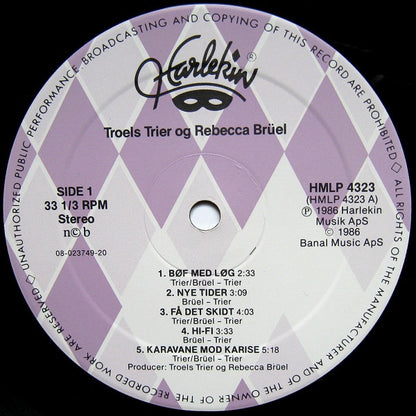 UNAUTHORIZED PUBLIC PERFORMANCE, BROADCASTING AND COPYING OF THIS RECORD ARE PROHIBITED
ALL RIGHTS OF THE MANUFACTURER AND OF THE OWNER OF THE RECORDED WORK ARE RESERVED
Harlekin®
Troels Trier og Rebecca Brüel
SIDE 1
33 1/3 RPM
Stereo
n©b
08-023749-20
HMLP 4323
(HMLP 4323 A)
Ⓟ 1986 Harlekin
Musik ApS
© 1986
Banal Music ApS
1. BØF MED LØG 2:33
Trier/Brüel – Trier
2. NYE TIDER 3:09
Brüel – Trier
3. FÅ DET SKIDT 4:01
Trier/Brüel – Trier
4. HI-FI 3:33
Brüel – Trier
5. KARAVANE MOD KARISE 5:18
Trier/Brüel – Trier
Producer: Troels Trier og Rebecca Brüel